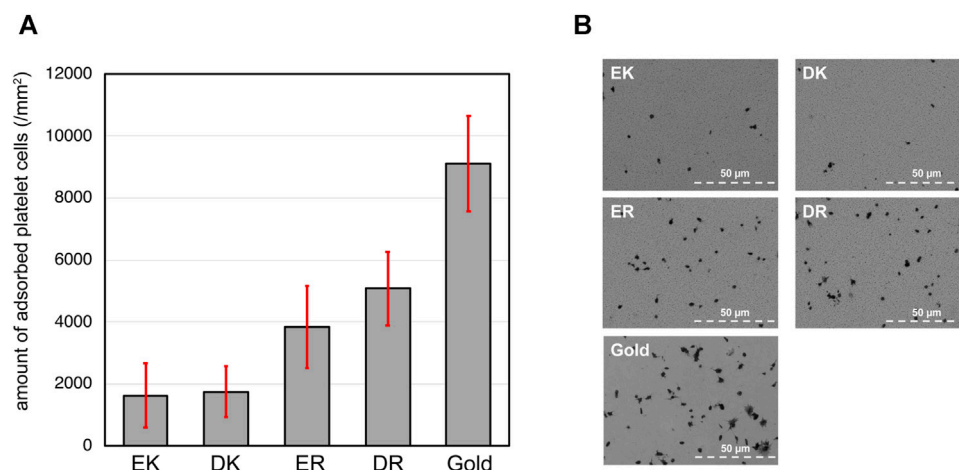 A
amount of adsorbed platelet cells (/mm²)
12000
10000
8000
6000
4000
2000
0
EK
DK
ER
DR
Gold
B
EK
50 µm
DK
50 µm
ER
50 µm
DR
50 µm
Gold
50 µm